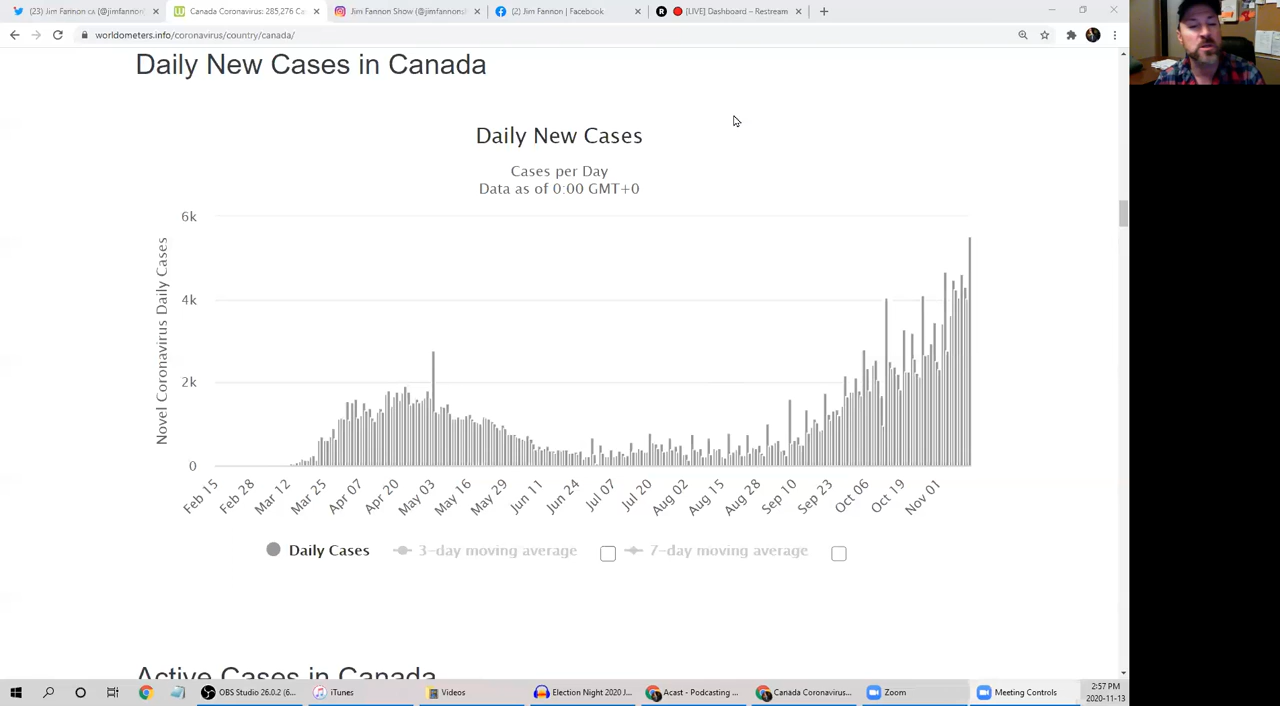 (23) Jim Fannon CA (@jimfannon
Canada Coronavirus: 285,276 Ca
Jim Fannon Show (@jimfannons
(2) Jim Fannon | Facebook
[LIVE] Dashboard – Restream
worldometers.info/coronavirus/country/canada/
Daily New Cases in Canada
Daily New Cases
Cases per Day
Data as of 0:00 GMT+0
Novel Coronavirus Daily Cases
6k
4k
2k
0
Feb 15
Feb 28
Mar 12
Mar 25
Apr 07
Apr 20
May 03
May 16
May 29
Jun 11
Jun 24
Jul 07
Jul 20
Aug 02
Aug 15
Aug 28
Sep 10
Sep 23
Oct 06
Oct 19
Nov 01
Daily Cases
3-day moving average
7-day moving average
Active Cases in Canada
OBS Studio 26.0.2 (6...
iTunes
Videos
Election Night 2020 J...
Acast - Podcasting ...
Canada Coronavirus...
Zoom
Meeting Controls
2:57 PM
2020-11-13